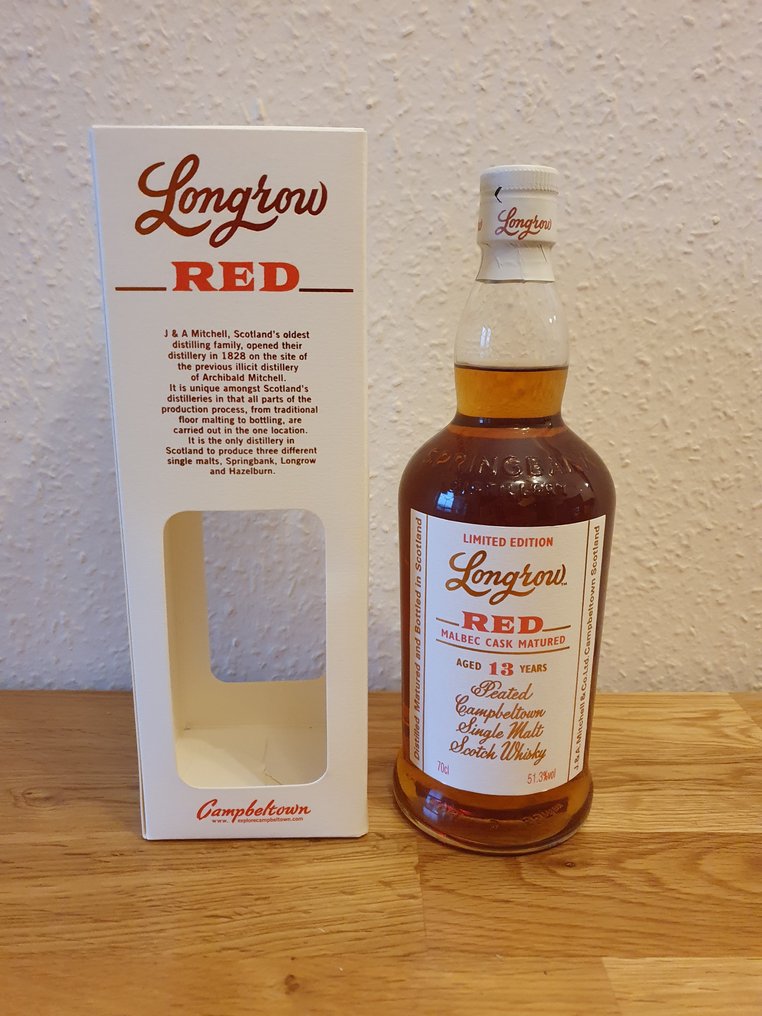 Longrow
RED
J & A Mitchell, Scotland's oldest
distilling family, opened their
distillery in 1828 on the site of
the previous illicit distillery
of Archibald Mitchell.
It is unique amongst Scotland's
distilleries in that all parts of the
production process, from traditional
floor malting to bottling, are
carried out in the one location.
It is the only distillery in
Scotland to produce three different
single malts, Springbank, Longrow
and Hazelburn.
Campbeltown
www. explorecampbeltown.com
Longrow
SPRINGBANK
DISTILLERY
LIMITED EDITION
Longrow™
RED
MALBEC CASK MATURED
AGED 13 YEARS
Peated
Campbeltown
Single Malt
Scotch Whisky
70cl
51.3%vol
Distilled Matured and Bottled in Scotland
J.& A. Mitchell & Co. Ltd. Campbeltown Scotland